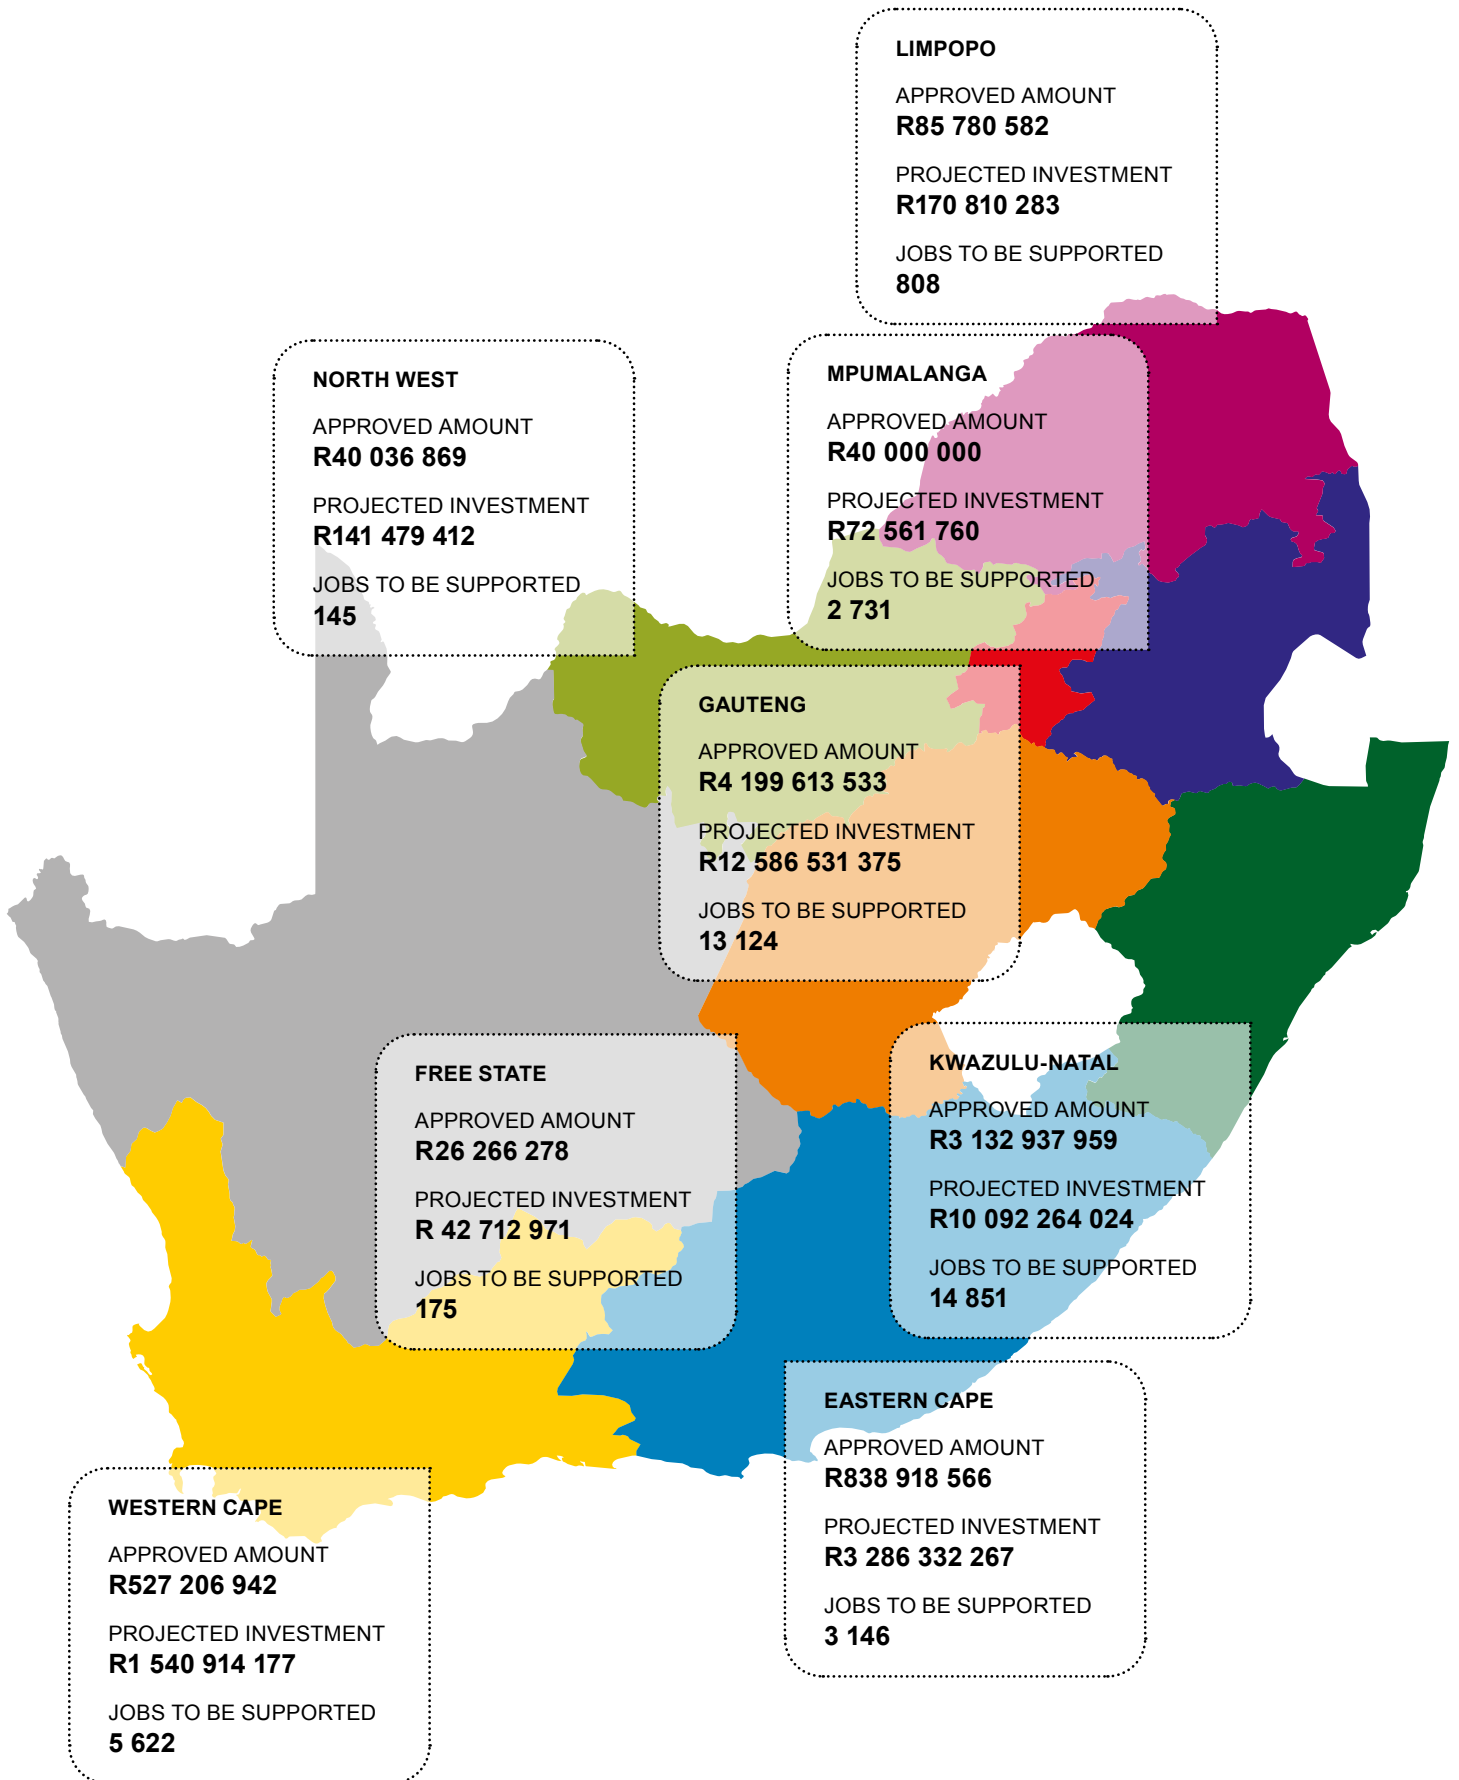 LIMPOPO
APPROVED AMOUNT
R85 780 582
PROJECTED INVESTMENT
R170 810 283
JOBS TO BE SUPPORTED
808
NORTH WEST
APPROVED AMOUNT
R40 036 869
PROJECTED INVESTMENT
R141 479 412
JOBS TO BE SUPPORTED
145
MPUMALANGA
APPROVED AMOUNT
R40 000 000
PROJECTED INVESTMENT
R72 561 760
JOBS TO BE SUPPORTED
2 731
GAUTENG
APPROVED AMOUNT
R4 199 613 533
PROJECTED INVESTMENT
R12 586 531 375
JOBS TO BE SUPPORTED
13 124
FREE STATE
APPROVED AMOUNT
R26 266 278
PROJECTED INVESTMENT
R 42 712 971
JOBS TO BE SUPPORTED
175
KWAZULU-NATAL
APPROVED AMOUNT
R3 132 937 959
PROJECTED INVESTMENT
R10 092 264 024
JOBS TO BE SUPPORTED
14 851
EASTERN CAPE
APPROVED AMOUNT
R838 918 566
PROJECTED INVESTMENT
R3 286 332 267
JOBS TO BE SUPPORTED
3 146
WESTERN CAPE
APPROVED AMOUNT
R527 206 942
PROJECTED INVESTMENT
R1 540 914 177
JOBS TO BE SUPPORTED
5 622